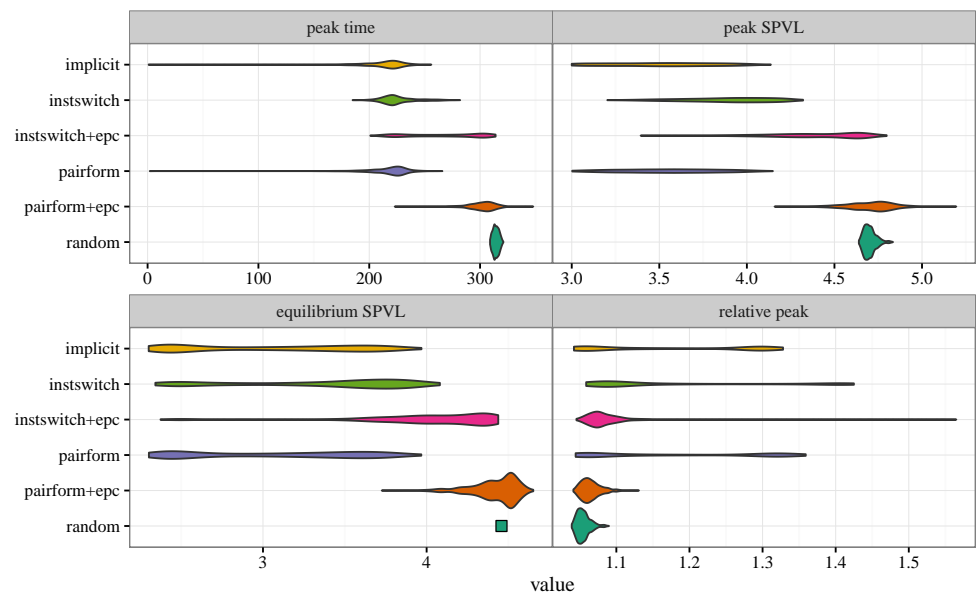 peak time
peak SPVL
implicit
instswitch
instswitch+epc
pairform
pairform+epc
random
0 100 200 300
3.0 3.5 4.0 4.5 5.0
equilibrium SPVL
relative peak
implicit
instswitch
instswitch+epc
pairform
pairform+epc
random
3 4
1.1 1.2 1.3 1.4 1.5
value